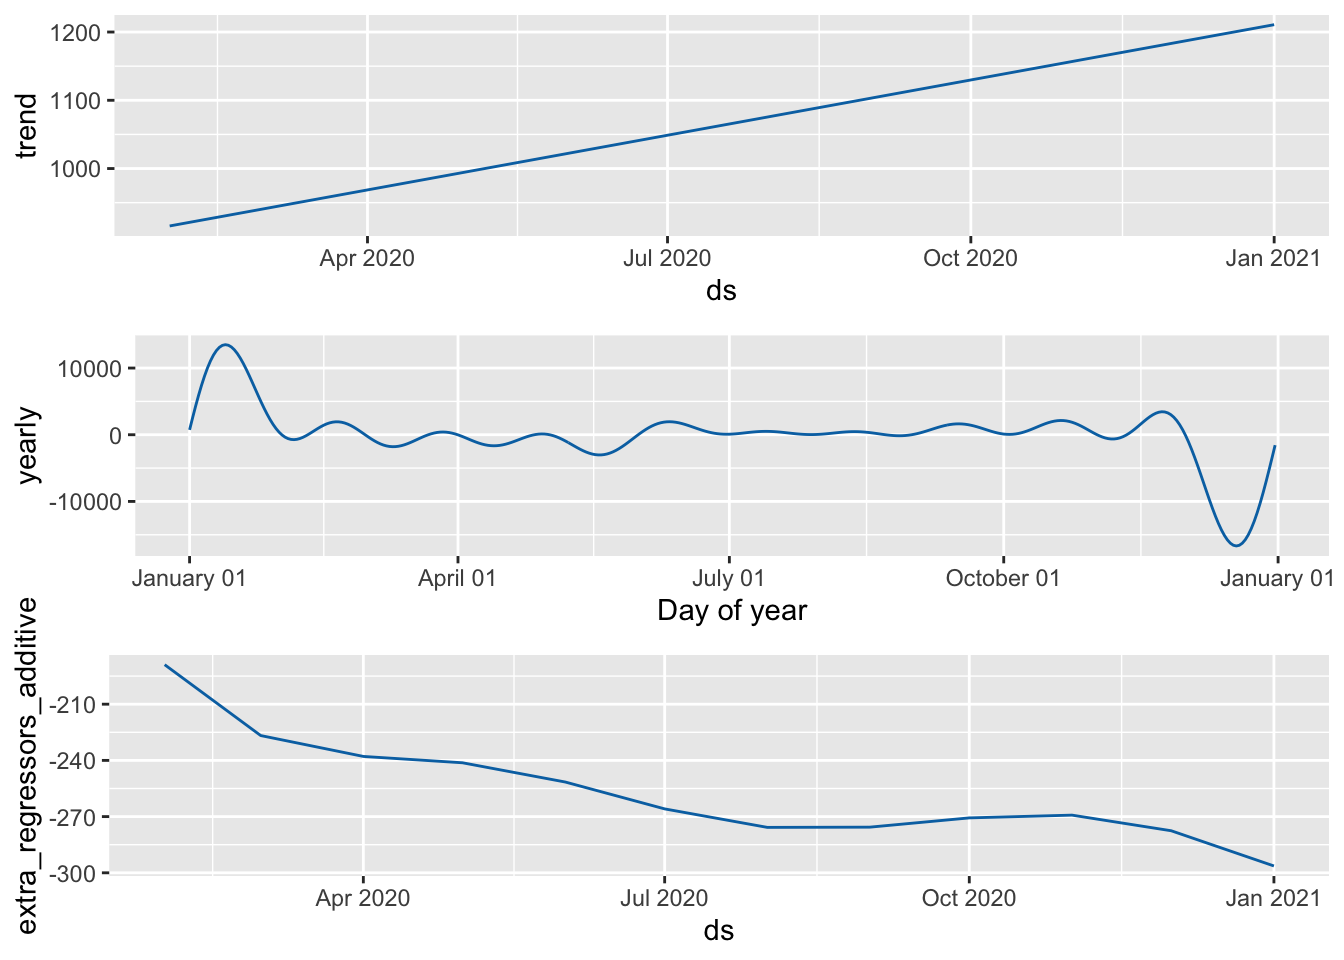 1200
1100
1000
trend
Apr 2020 Jul 2020 Oct 2020 Jan 2021
ds
10000
0
-10000
yearly
January 01 April 01 July 01 October 01 January 01
Day of year
-210
-240
-270
-300
extra_regressors_additive
Apr 2020 Jul 2020 Oct 2020 Jan 2021
ds